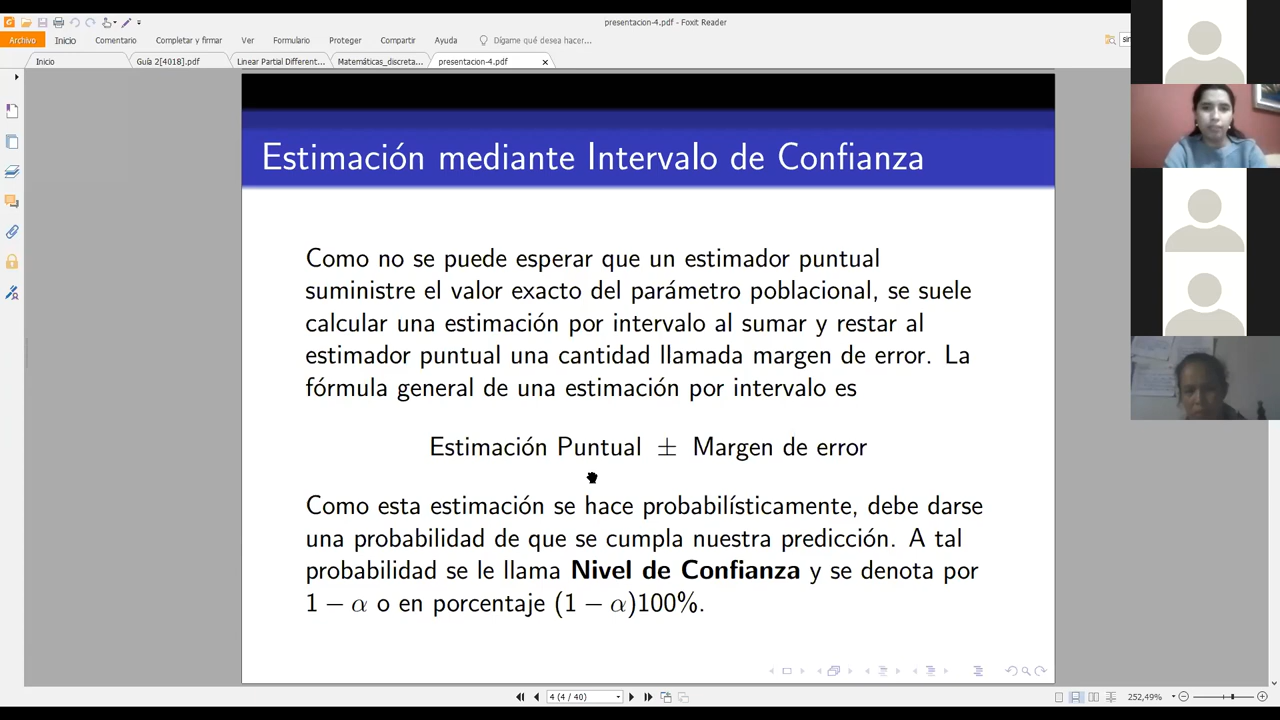 presentacion-4.pdf - Foxit Reader
Archivo Inicio Comentario Completar y firmar Ver Formulario Proteger Compartir Ayuda Dígame qué desea hacer...
Inicio Guía 2[4018].pdf Linear Partial Different... Matemáticas_discreta... presentacion-4.pdf
Estimación mediante Intervalo de Confianza
Como no se puede esperar que un estimador puntual
suministre el valor exacto del parámetro poblacional, se suele
calcular una estimación por intervalo al sumar y restar al
estimador puntual una cantidad llamada margen de error. La
fórmula general de una estimación por intervalo es
Estimación Puntual ± Margen de error
Como esta estimación se hace probabilísticamente, debe darse
una probabilidad de que se cumpla nuestra predicción. A tal
probabilidad se le llama Nivel de Confianza y se denota por
1 − α o en porcentaje (1 − α)100%.
4 (4 / 40)
252,49%